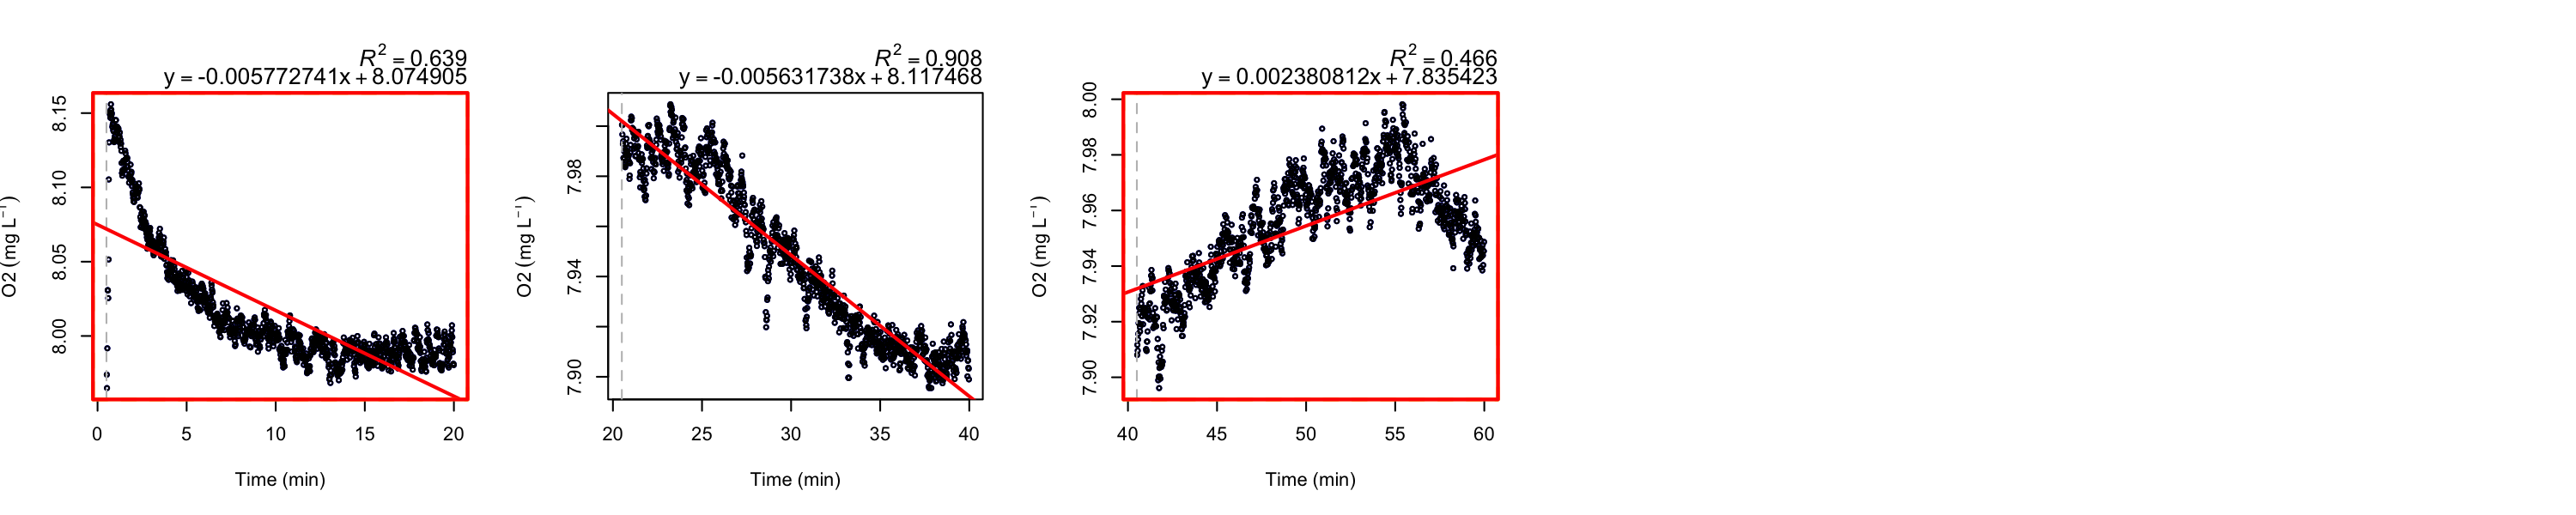 R² = 0.639
y = -0.005772741x + 8.074905
O2 (mg L⁻¹)
8.15
8.10
8.05
8.00
0 5 10 15 20
Time (min)
R² = 0.908
y = -0.005631738x + 8.117468
O2 (mg L⁻¹)
7.98
7.94
7.90
20 25 30 35 40
Time (min)
R² = 0.466
y = 0.002380812x + 7.835423
O2 (mg L⁻¹)
8.00
7.98
7.96
7.94
7.92
7.90
40 45 50 55 60
Time (min)